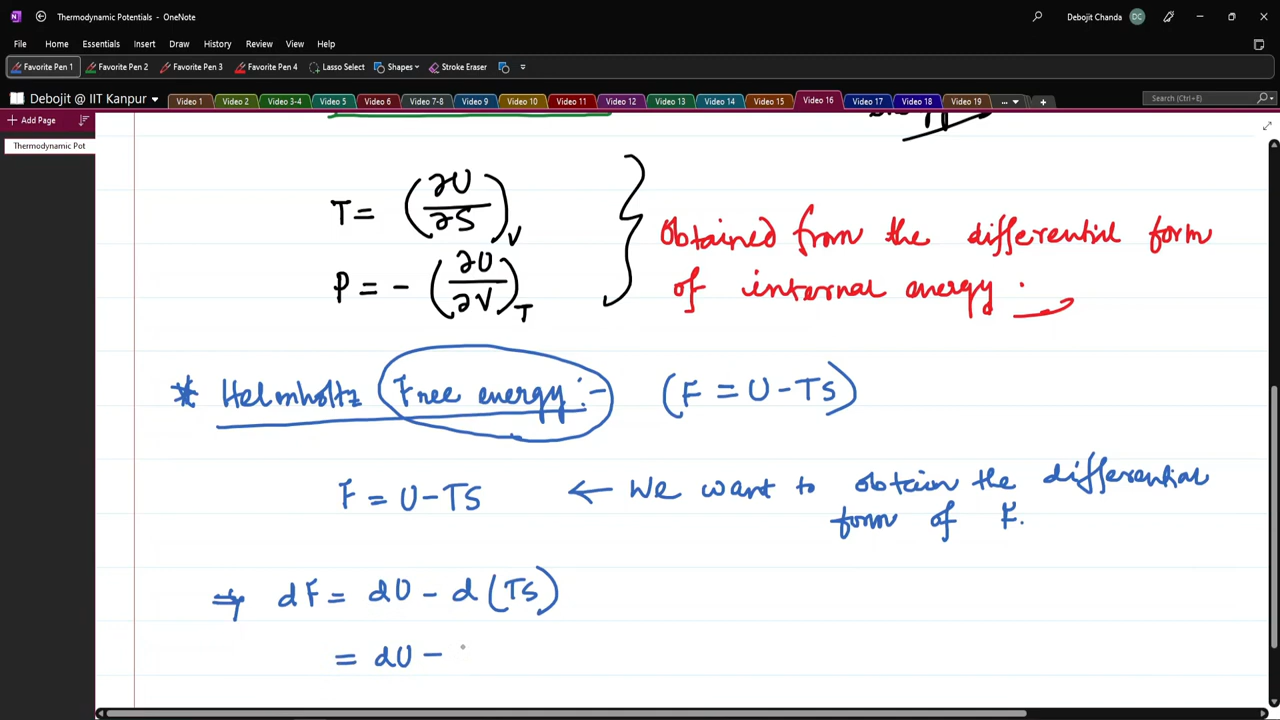 Thermodynamic Potentials - OneNote
Debojit Chanda DC
File Home Essentials Insert Draw History Review View Help
Favorite Pen 1 Favorite Pen 2 Favorite Pen 3 Favorite Pen 4 Lasso Select Shapes Stroke Eraser
Debojit @ IIT Kanpur Video 1 Video 2 Video 3-4 Video 5 Video 6 Video 7-8 Video 9 Video 10 Video 11 Video 12 Video 13 Video 14 Video 15 Video 16 Video 17 Video 18 Video 19 ... Search (Ctrl+E)
Add Page
Thermodynamic Pot
T = (∂U/∂S)_V
P = - (∂U/∂V)_T
Obtained from the differential form
of internal energy.
* Helmholtz Free energy :- (F = U - TS)
F = U - TS ← We want to obtain the differential
form of F.
⇒ dF = dU - d(TS)
= dU -